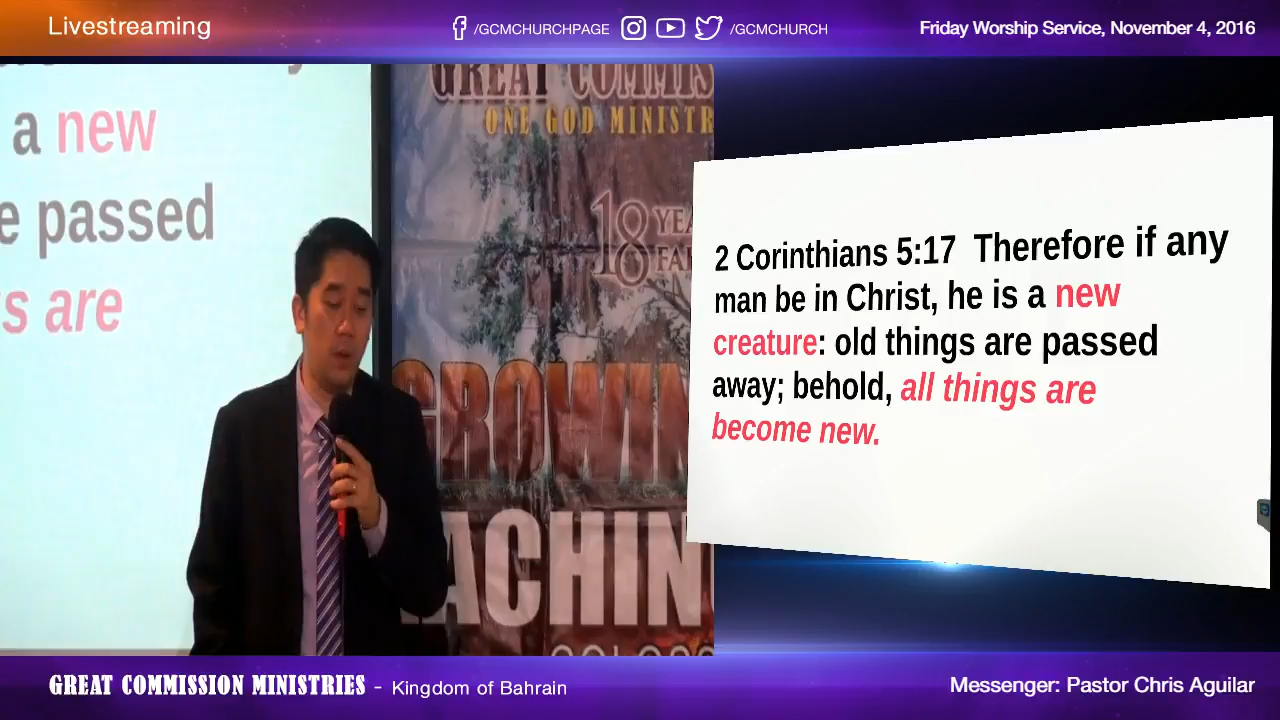 Livestreaming
/GCMCHURCHPAGE
/GCMCHURCH
Friday Worship Service, November 4, 2016
a new
passed
are
GREAT
ONE GOD
18
2 Corinthians 5:17 Therefore if any
man be in Christ, he is a new
creature: old things are passed
away; behold, all things are
become new.
GREAT COMMISSION MINISTRIES - Kingdom of Bahrain
Messenger: Pastor Chris Aguilar